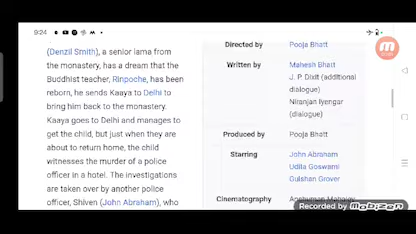 9:24
(Denzil Smith), a senior lama from
the monastery, has a dream that the
Buddhist teacher, Rinpoche, has been
reborn, he sends Kaaya to Delhi to
bring him back to the monastery.
Kaaya goes to Delhi and manages to
get the child, but just when they are
about to return home, the child
witnesses the murder of a police
officer in a hotel. The investigations
are taken over by another police
officer, Shiven (John Abraham), who
Directed by Pooja Bhatt
Written by Mahesh Bhatt
J. P. Dixit (additional
dialogue)
Niranjan Iyengar
(dialogue)
Produced by Pooja Bhatt
Starring John Abraham
Udita Goswami
Gulshan Grover
Cinematography Anshuman Mahaley
Recorded by Mobizen